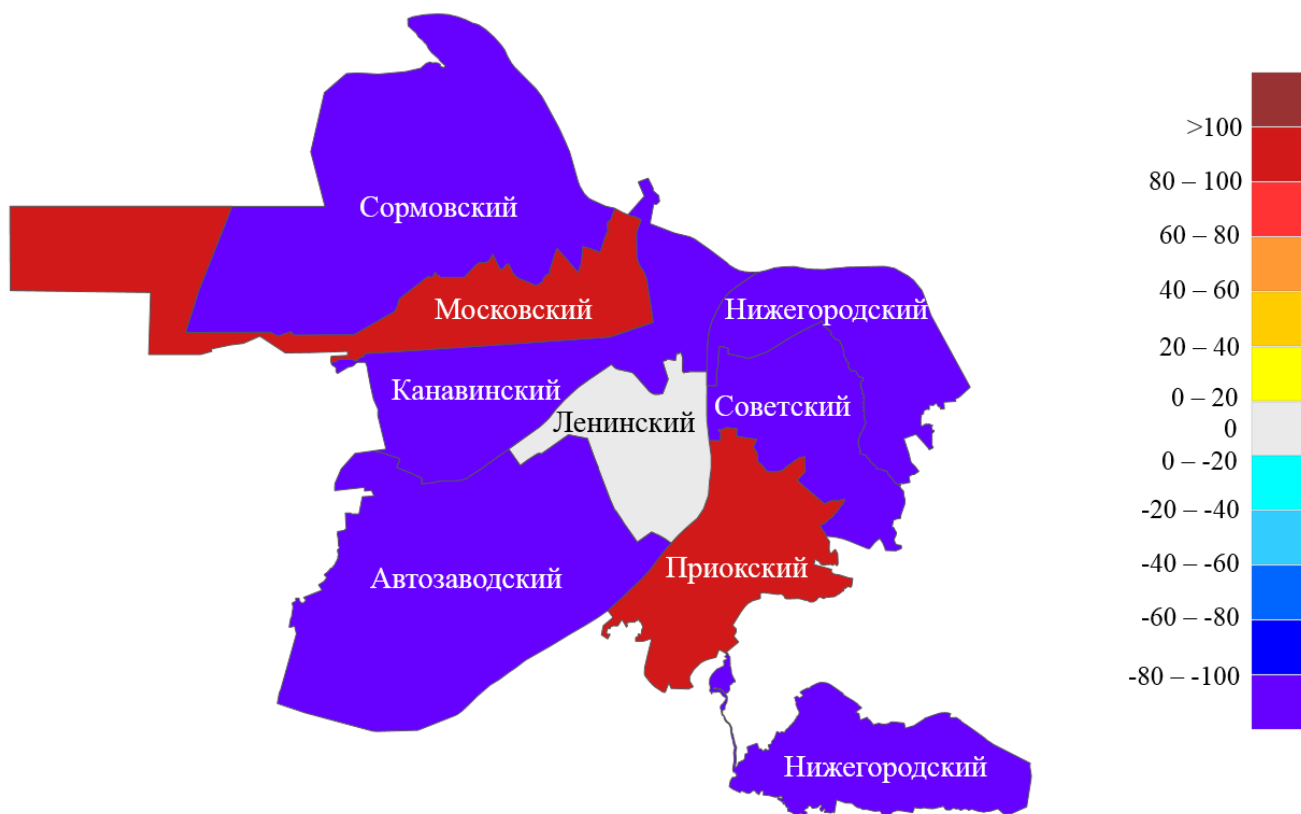 Сормовский
Московский
Нижегородский
Канавинский
Советский
Ленинский
Автозаводский
Приокский
Нижегородский
>100
80 – 100
60 – 80
40 – 60
20 – 40
0 – 20
0
0 – -20
-20 – -40
-40 – -60
-60 – -80
-80 – -100